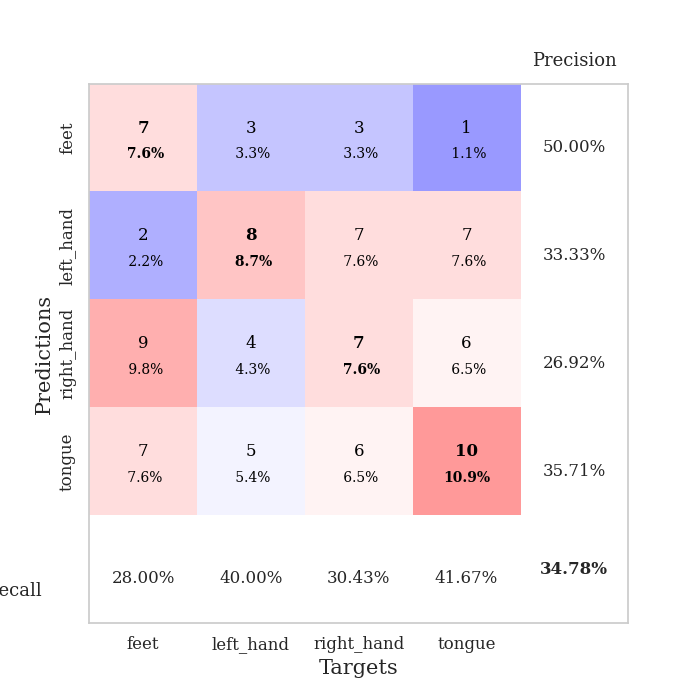 Precision
feet
7 3 3 1
7.6% 3.3% 3.3% 1.1%
50.00%
left_hand
2 8 7 7
2.2% 8.7% 7.6% 7.6%
33.33%
Predictions
right_hand
9 4 7 6
9.8% 4.3% 7.6% 6.5%
26.92%
tongue
7 5 6 10
7.6% 5.4% 6.5% 10.9%
35.71%
ecall
28.00% 40.00% 30.43% 41.67% 34.78%
feet left_hand right_hand tongue
Targets